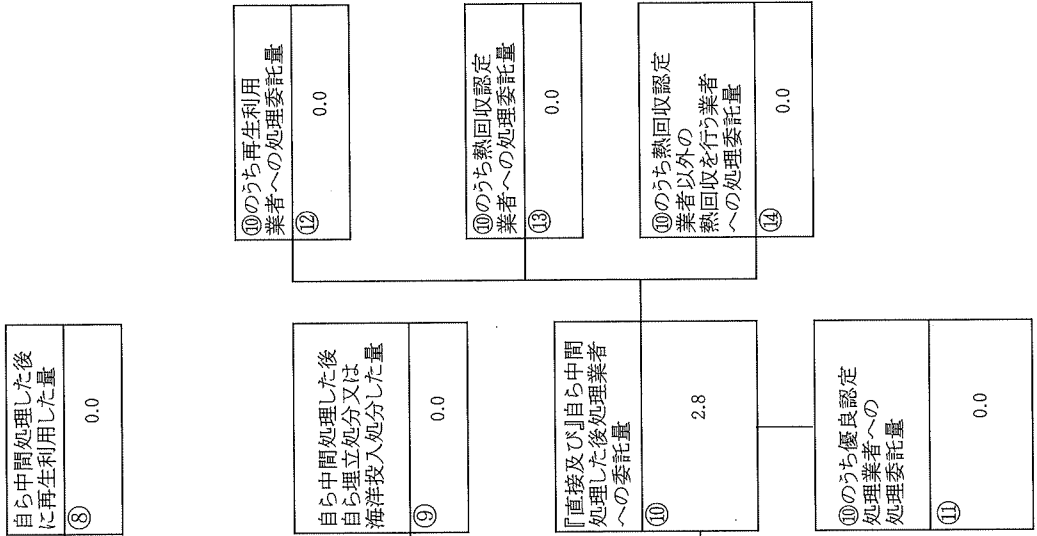 自ら中間処理した後
に再生利用した量
⑧
0.0
自ら中間処理した後
自ら埋立処分又は
海洋投入処分した量
⑨
0.0
『直接及び』自ら中間
処理した後処理業者
への委託量
⑩
2.8
⑩のうち優良認定
処理業者への
処理委託量
⑪
0.0
⑩のうち再生利用
業者への処理委託量
⑫
0.0
⑩のうち熱回収認定
業者への処理委託量
⑬
0.0
⑩のうち熱回収認定
業者以外の
熱回収を行う業者
への処理委託量
⑭
0.0